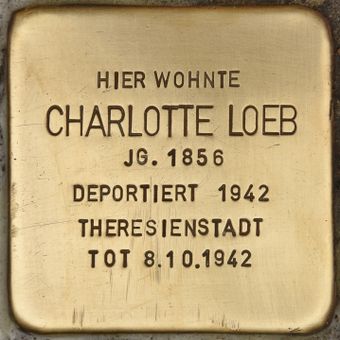 HIER WOHNTE
CHARLOTTE LOEB
JG. 1856
DEPORTIERT 1942
THERESIENSTADT
TOT 8.10.1942